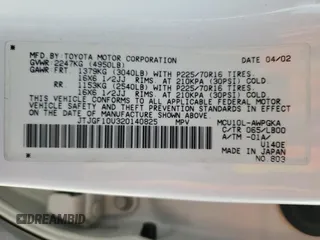 MFD. BY TOYOTA MOTOR CORPORATION 04/02
GVWR 2247KG (4950LB)
GAWR FRT 1379KG (3040LB) WITH P225/70R16 TIRES,
16X6 1/2JJ RIMS, AT 210KPA (30PSI) COLD
RR 1153KG (2540LB) WITH P225/70R16 TIRES,
16X6 1/2JJ RIMS, AT 210KPA (30PSI) COLD
THIS VEHICLE CONFORMS TO ALL APPLICABLE FEDERAL MOTOR
VEHICLE SAFETY AND THEFT PREVENTION STANDARDS IN
EFFECT ON THE DATE OF MANUFACTURE SHOWN ABOVE.
JTJGF10U320140825 MPV MCU10L-AWPGKA
C/TR 065/LB00
A/TM -01A/
U140E
MADE IN JAPAN
NO. 803
DREAMBID